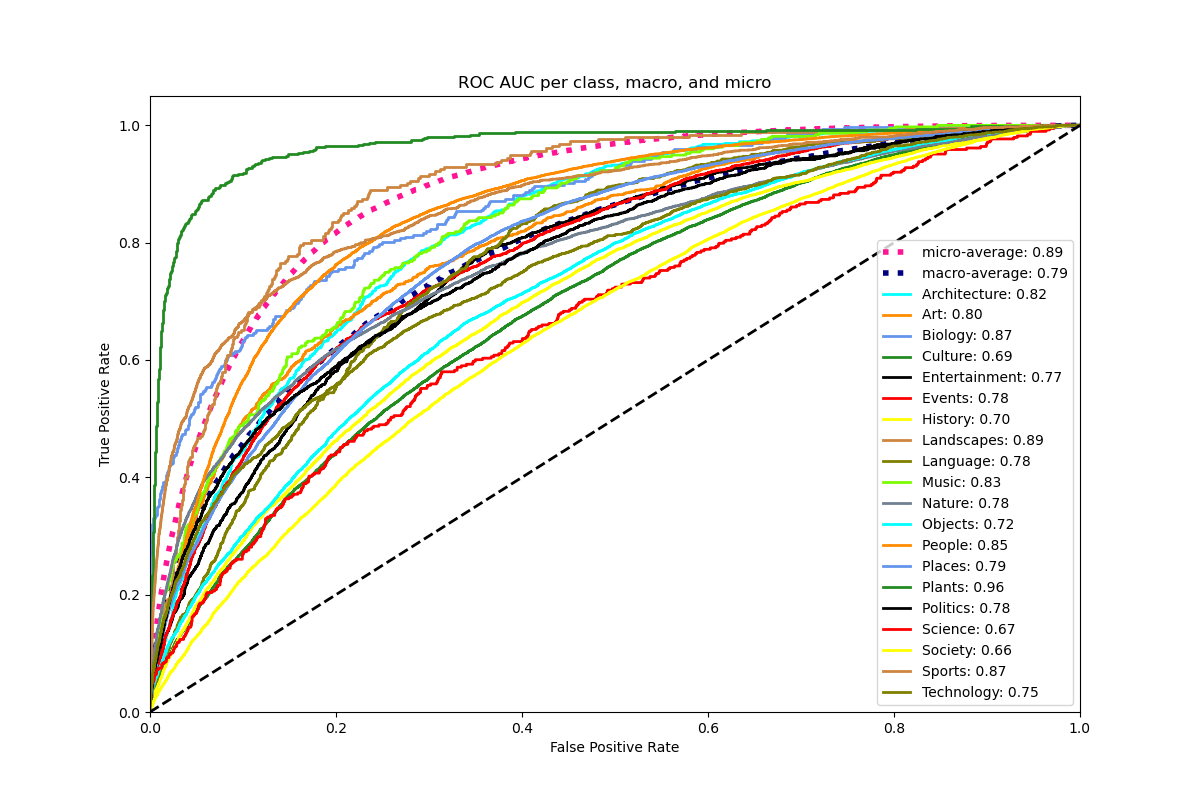 ROC AUC per class, macro, and micro
True Positive Rate
1.0
0.8
0.6
0.4
0.2
0.0
micro-average: 0.89
macro-average: 0.79
Architecture: 0.82
Art: 0.80
Biology: 0.87
Culture: 0.69
Entertainment: 0.77
Events: 0.78
History: 0.70
Landscapes: 0.89
Language: 0.78
Music: 0.83
Nature: 0.78
Objects: 0.72
People: 0.85
Places: 0.79
Plants: 0.96
Politics: 0.78
Science: 0.67
Society: 0.66
Sports: 0.87
Technology: 0.75
0.0 0.2 0.4 0.6 0.8 1.0
False Positive Rate